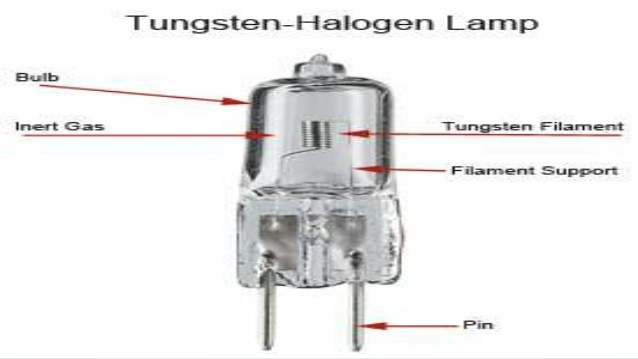 Tungsten-Halogen Lamp
Bulb
Inert Gas
Tungsten Filament
Filament Support
Pin